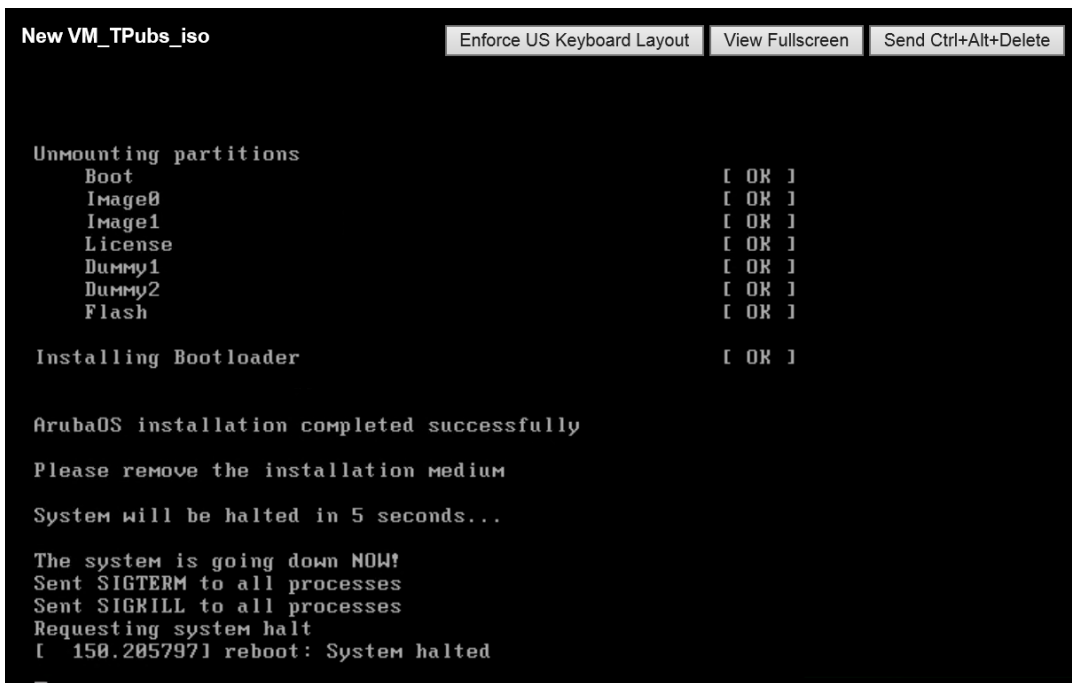 New VM_TPubs_iso
Enforce US Keyboard Layout View Fullscreen Send Ctrl+Alt+Delete
Unmounting partitions
Boot [ OK ]
Image0 [ OK ]
Image1 [ OK ]
License [ OK ]
Dummy1 [ OK ]
Dummy2 [ OK ]
Flash [ OK ]
Installing Bootloader [ OK ]
ArubaOS installation completed successfully
Please remove the installation medium
System will be halted in 5 seconds...
The system is going down NOW!
Sent SIGTERM to all processes
Sent SIGKILL to all processes
Requesting system halt
[ 150.205797] reboot: System halted